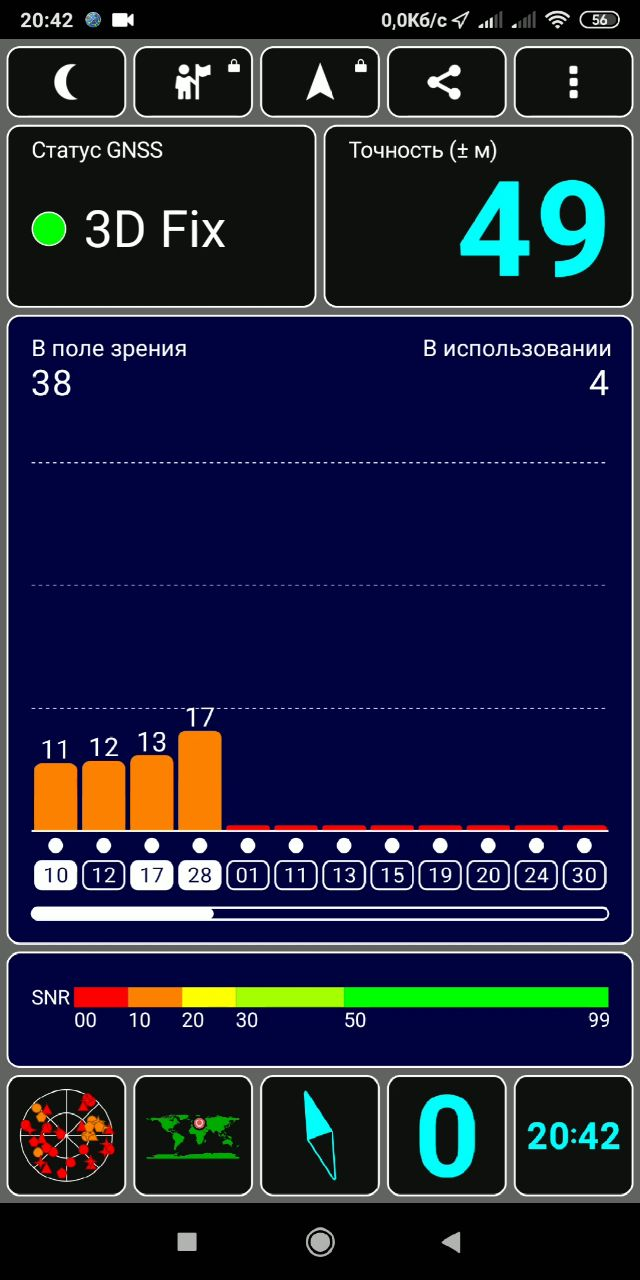 20:42 0,0Кб/с 56
Статус GNSS
3D Fix
Точность (± м)
49
В поле зрения
38
В использовании
4
11 12 13 17
10 12 17 28 01 11 13 15 19 20 24 30
SNR
00 10 20 30 50 99
0
20:42